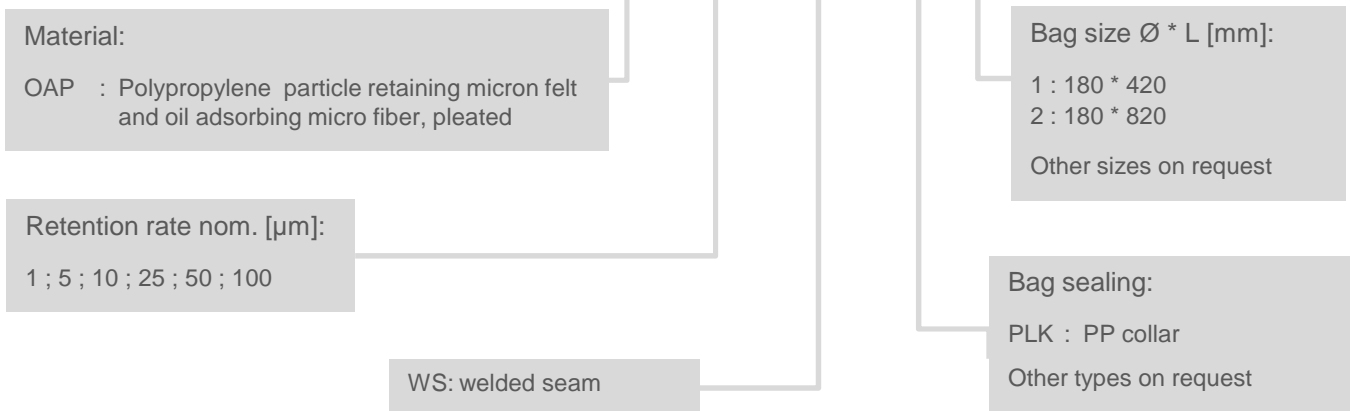 Material:
OAP : Polypropylene particle retaining micron felt
and oil adsorbing micro fiber, pleated
Retention rate nom. [µm]:
1 ; 5 ; 10 ; 25 ; 50 ; 100
WS: welded seam
Bag size Ø * L [mm]:
1 : 180 * 420
2 : 180 * 820
Other sizes on request
Bag sealing:
PLK : PP collar
Other types on request